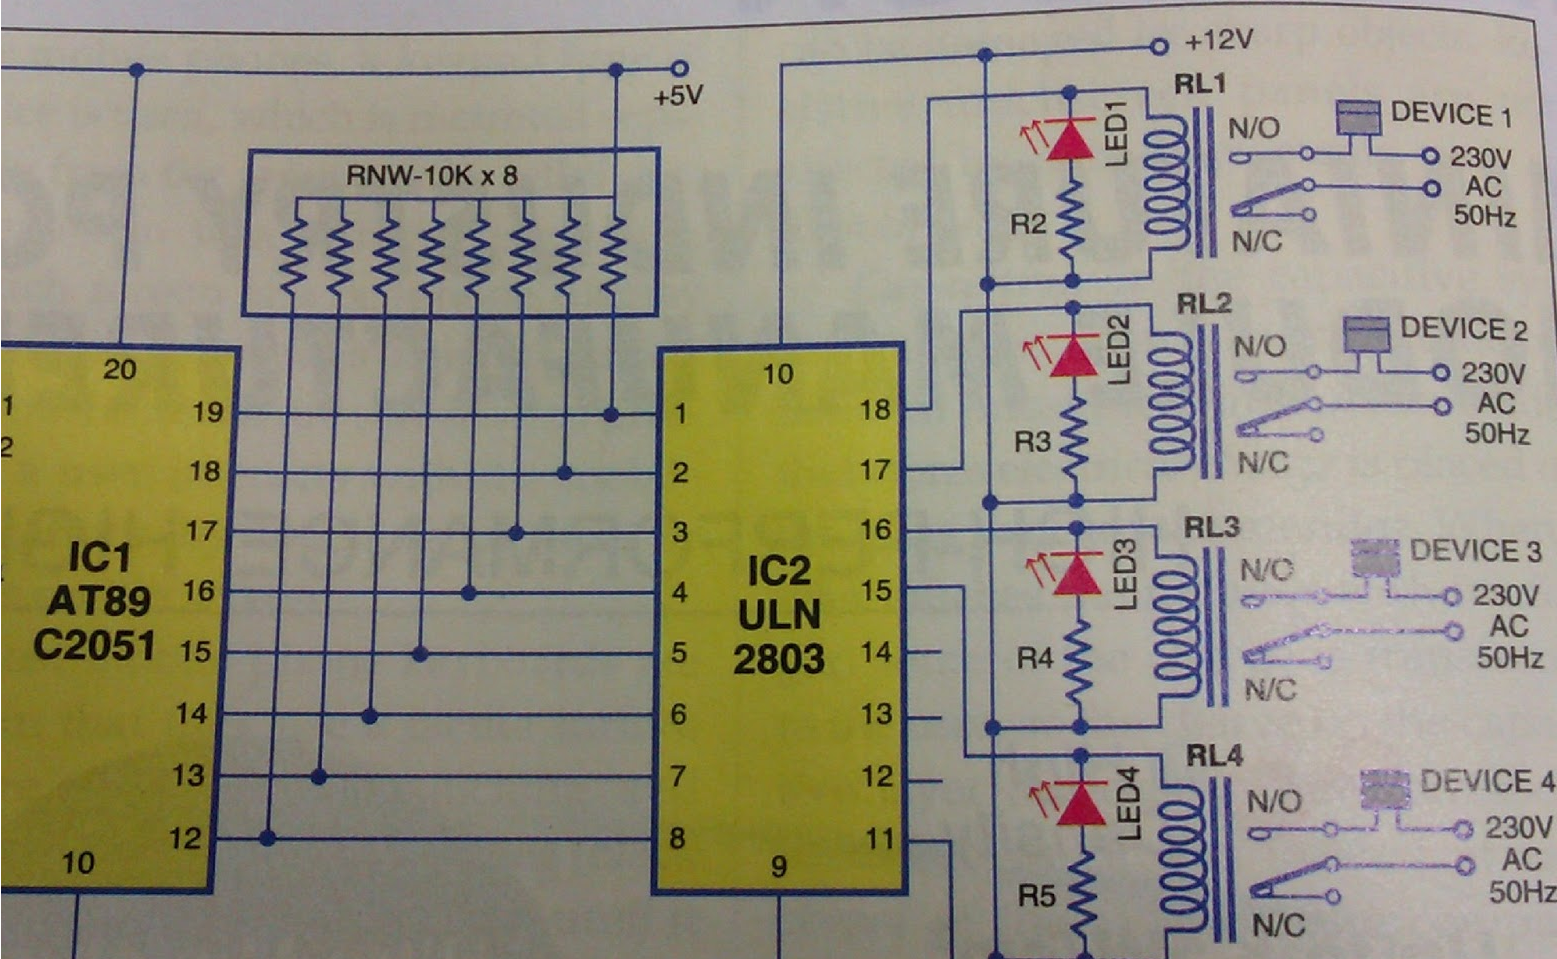 +12V
+5V
RL1
LED1
N/O
DEVICE 1
230V
AC
50Hz
R2
N/C
RNW-10K x 8
RL2
LED2
N/O
DEVICE 2
230V
AC
50Hz
R3
N/C
20
1
2
19
18
17
16
15
14
13
12
10
IC1
AT89
C2051
10
1
2
3
4
5
6
7
8
9
18
17
16
15
14
13
12
11
IC2
ULN
2803
RL3
LED3
N/O
DEVICE 3
230V
AC
50Hz
R4
N/C
RL4
LED4
N/O
DEVICE 4
230V
AC
50Hz
R5
N/C